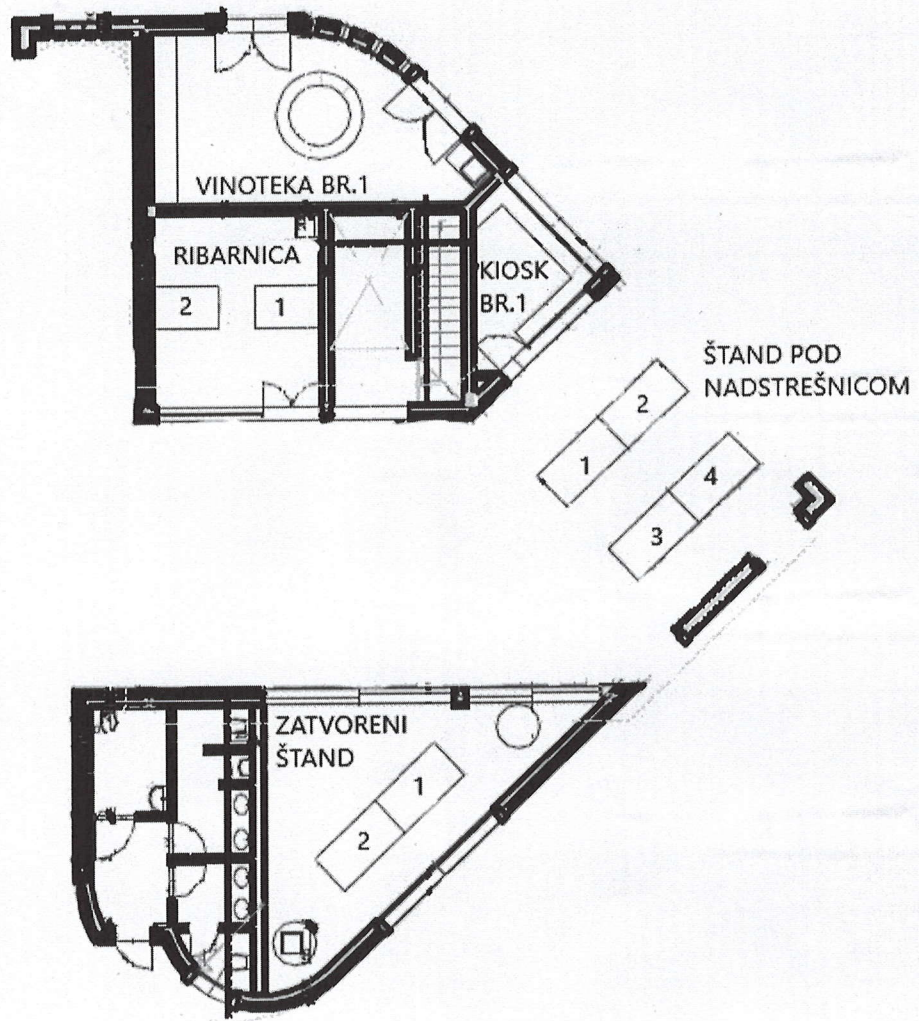 VINOTEKA BR.1
RIBARNICA
2
1
KIOSK
BR.1
ŠTAND POD
NADSTREŠNICOM
2
1
4
3
ZATVORENI
ŠTAND
1
2